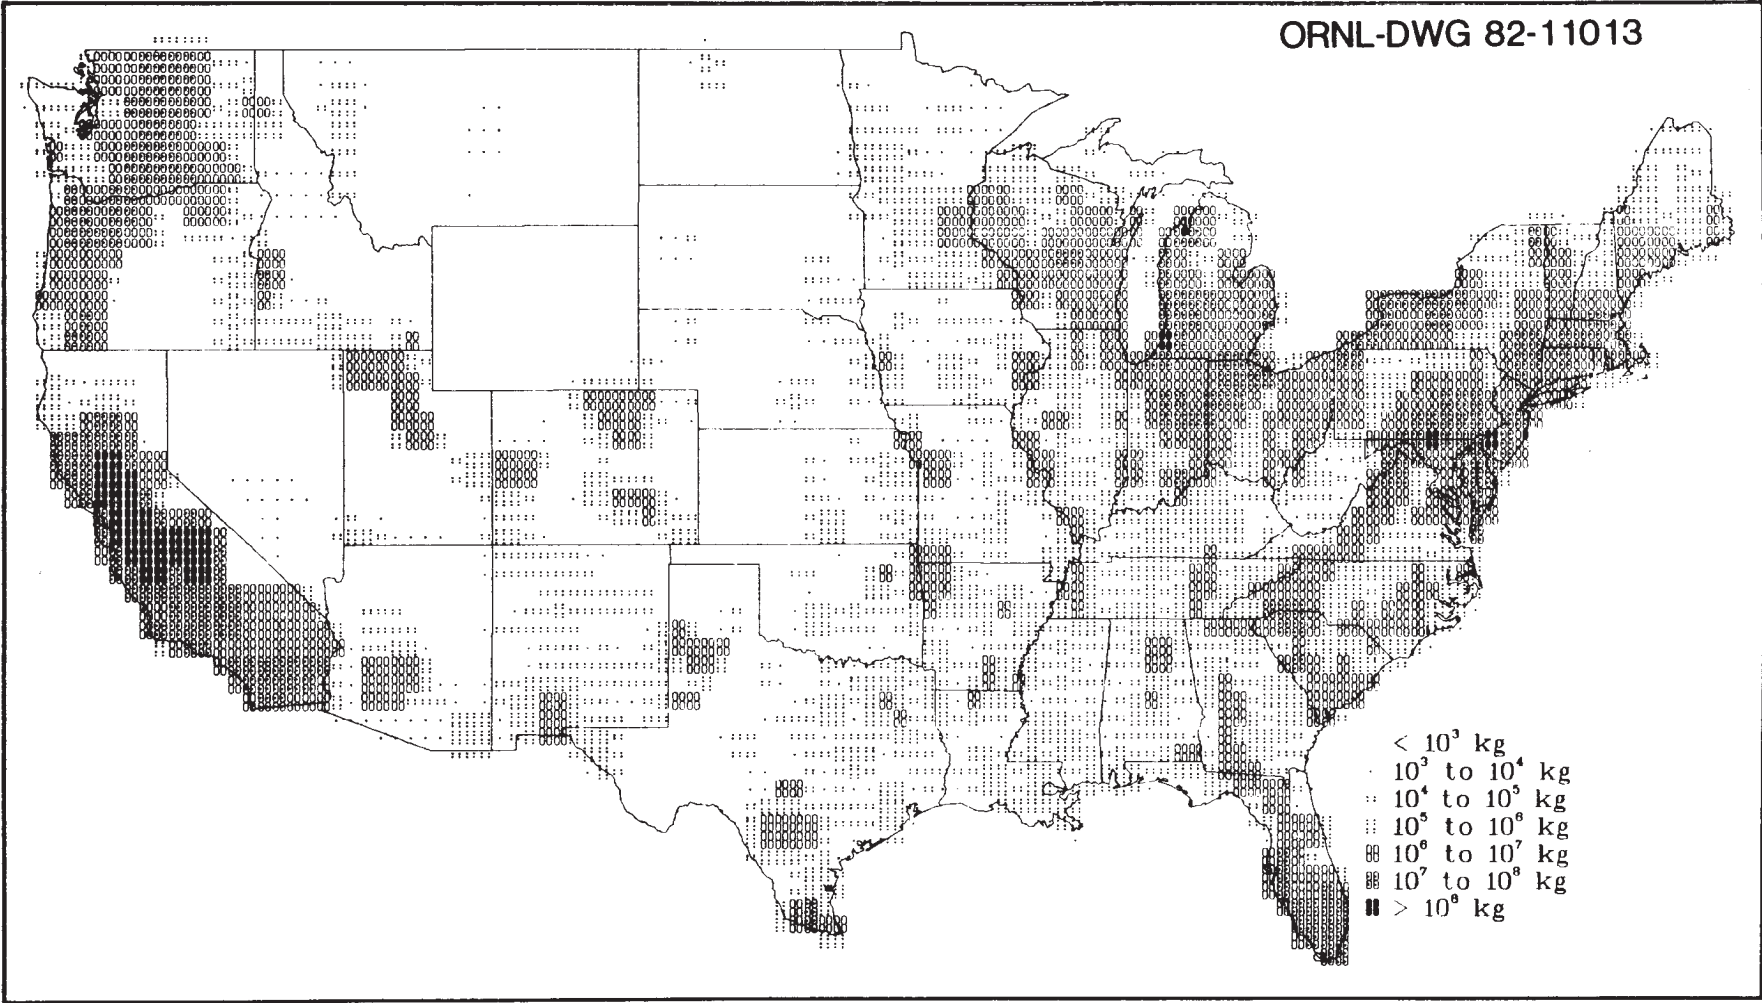 ORNL-DWG 82-11013
< 10³ kg
10³ to 10⁴ kg
10⁴ to 10⁵ kg
10⁵ to 10⁶ kg
10⁶ to 10⁷ kg
10⁷ to 10⁸ kg
> 10⁸ kg